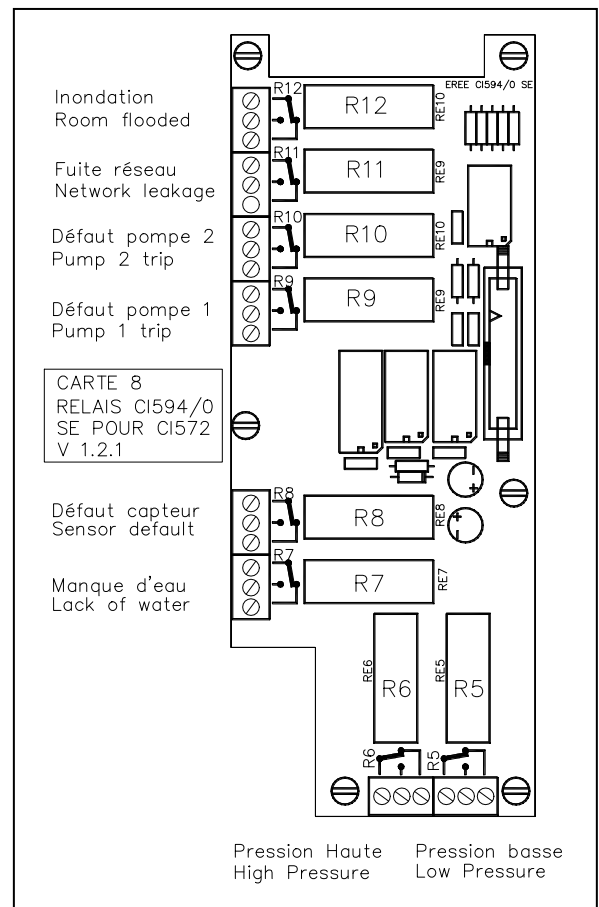 EREE CI594/0 SE
Inondation
Room flooded
R12
R12
RE10
Fuite réseau
Network leakage
R11
R11
RE9
Défaut pompe 2
Pump 2 trip
R10
R10
RE10
Défaut pompe 1
Pump 1 trip
R9
R9
RE9
CARTE 8
RELAIS CI594/0
SE POUR CI572
V 1.2.1
Défaut capteur
Sensor default
R8
R8
RE8
Manque d'eau
Lack of water
R7
R7
RE7
RE6
R6
RE5
R5
R6
R5
Pression Haute
High Pressure
Pression basse
Low Pressure